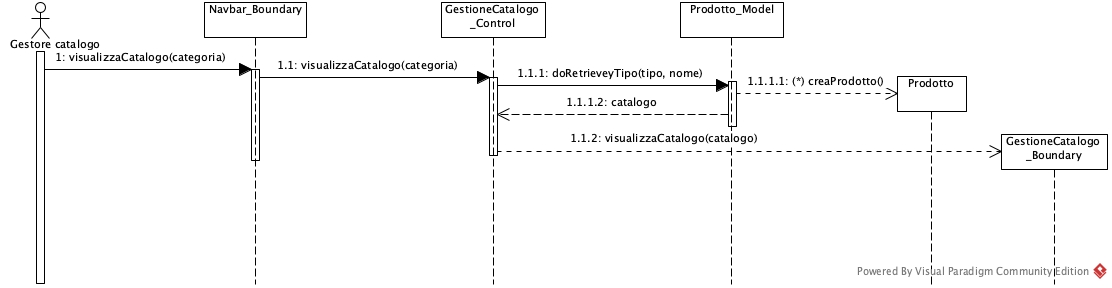 Navbar_Boundary
GestioneCatalogo
_Control
Prodotto_Model
Gestore catalogo
1: visualizzaCatalogo(categoria)
1.1: visualizzaCatalogo(categoria)
1.1.1: doRetrieveyTipo(tipo, nome)
1.1.1.1: (*) creaProdotto()
Prodotto
1.1.1.2: catalogo
1.1.2: visualizzaCatalogo(catalogo)
GestioneCatalogo
_Boundary
Powered By Visual Paradigm Community Edition